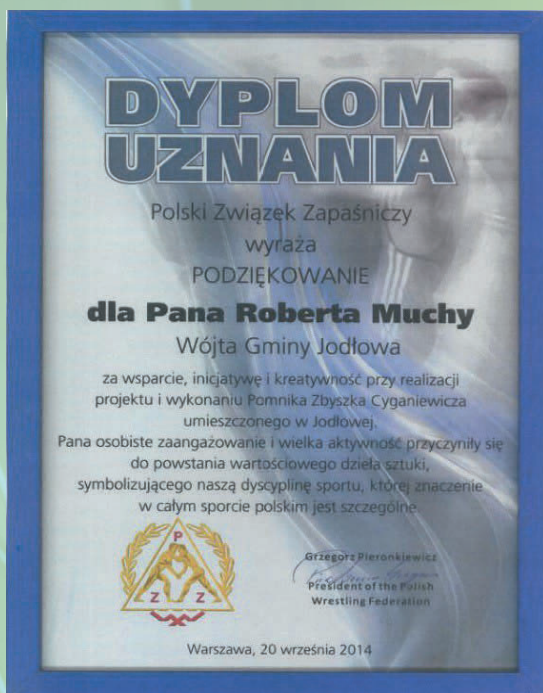 DYPLOM
UZNANIA
Polski Związek Zapaśniczy
wyraża
PODZIĘKOWANIE
dla Pana Roberta Muchy
Wójta Gminy Jodłowa
za wsparcie, inicjatywę i kreatywność przy realizacji
projektu i wykonaniu Pomnika Zbyszka Cyganiewicza
umieszczonego w Jodłowej.
Pana osobiste zaangażowanie i wielka aktywność przyczyniły się
do powstania wartościowego dzieła sztuki,
symbolizującego naszą dyscyplinę sportu, której znaczenie
w całym sporcie polskim jest szczególne.
P
Z Z
Grzegorz Pieronkiewicz
President of the Polish
Wrestling Federation
Warszawa, 20 września 2014